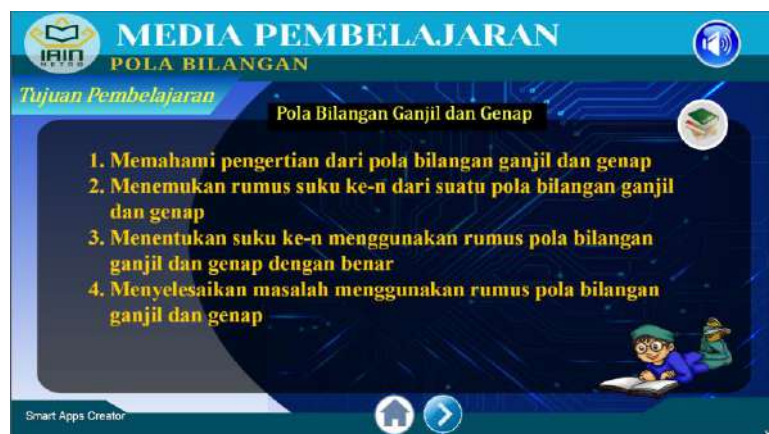 IAIN
METRO
MEDIA PEMBELAJARAN
POLA BILANGAN
Tujuan Pembelajaran
Pola Bilangan Ganjil dan Genap
1. Memahami pengertian dari pola bilangan ganjil dan genap
2. Menemukan rumus suku ke-n dari suatu pola bilangan ganjil
dan genap
3. Menentukan suku ke-n menggunakan rumus pola bilangan
ganjil dan genap dengan benar
4. Menyelesaikan masalah menggunakan rumus pola bilangan
ganjil dan genap
Smart Apps Creator